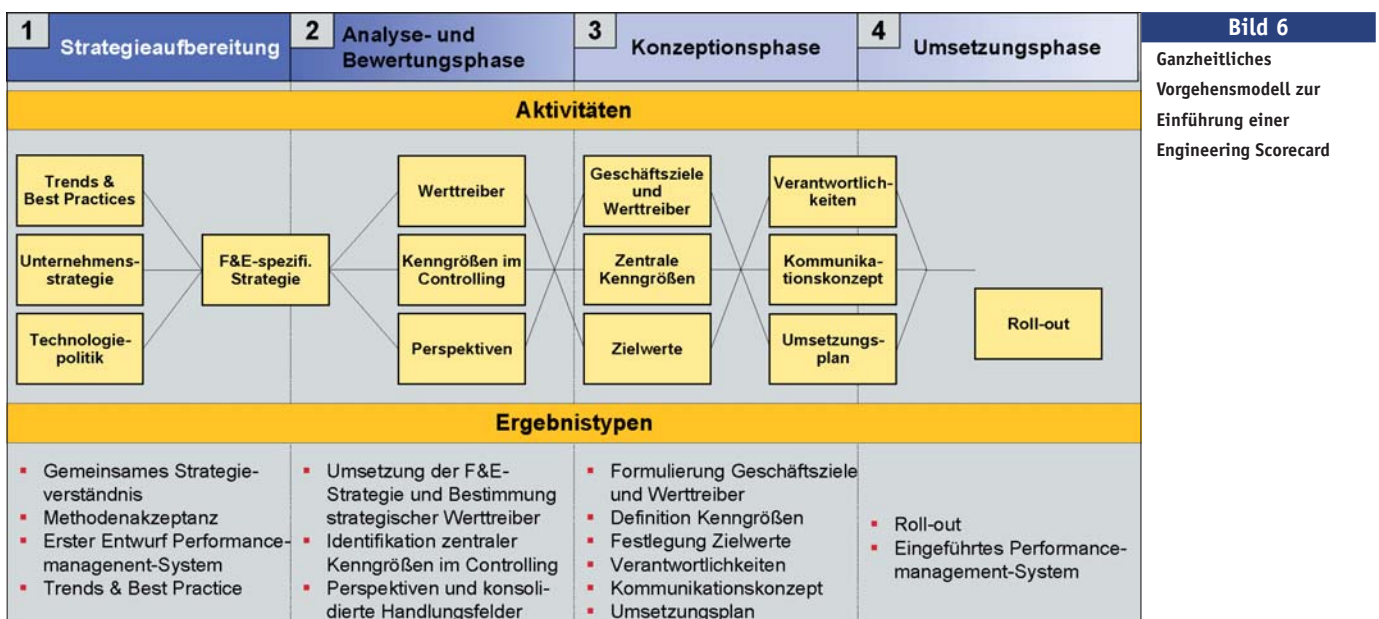 1
Strategieaufbereitung
2
Analyse- und
Bewertungsphase
3
Konzeptionsphase
4
Umsetzungsphase
Bild 6
Ganzheitliches
Vorgehensmodell zur
Einführung einer
Engineering Scorecard
Aktivitäten
Trends &
Best Practices
Unternehmens-
strategie
Technologie-
politik
F&E-spezifi.
Strategie
Werttreiber
Kenngrößen im
Controlling
Perspektiven
Geschäftsziele
und
Werttreiber
Zentrale
Kenngrößen
Zielwerte
Verantwortlich-
keiten
Kommunika-
tionskonzept
Umsetzungs-
plan
Roll-out
Ergebnistypen
▪ Gemeinsames Strategie-
verständnis
▪ Methodenakzeptanz
▪ Erster Entwurf Performance-
managenent-System
▪ Trends & Best Practice
▪ Umsetzung der F&E-
Strategie und Bestimmung
strategischer Werttreiber
▪ Identifikation zentraler
Kenngrößen im Controlling
▪ Perspektiven und konsoli-
dierte Handlungsfelder
▪ Formulierung Geschäftsziele
und Werttreiber
▪ Definition Kenngrößen
▪ Festlegung Zielwerte
▪ Verantwortlichkeiten
▪ Kommunikationskonzept
▪ Umsetzungsplan
▪ Roll-out
▪ Eingeführtes Performance-
management-System